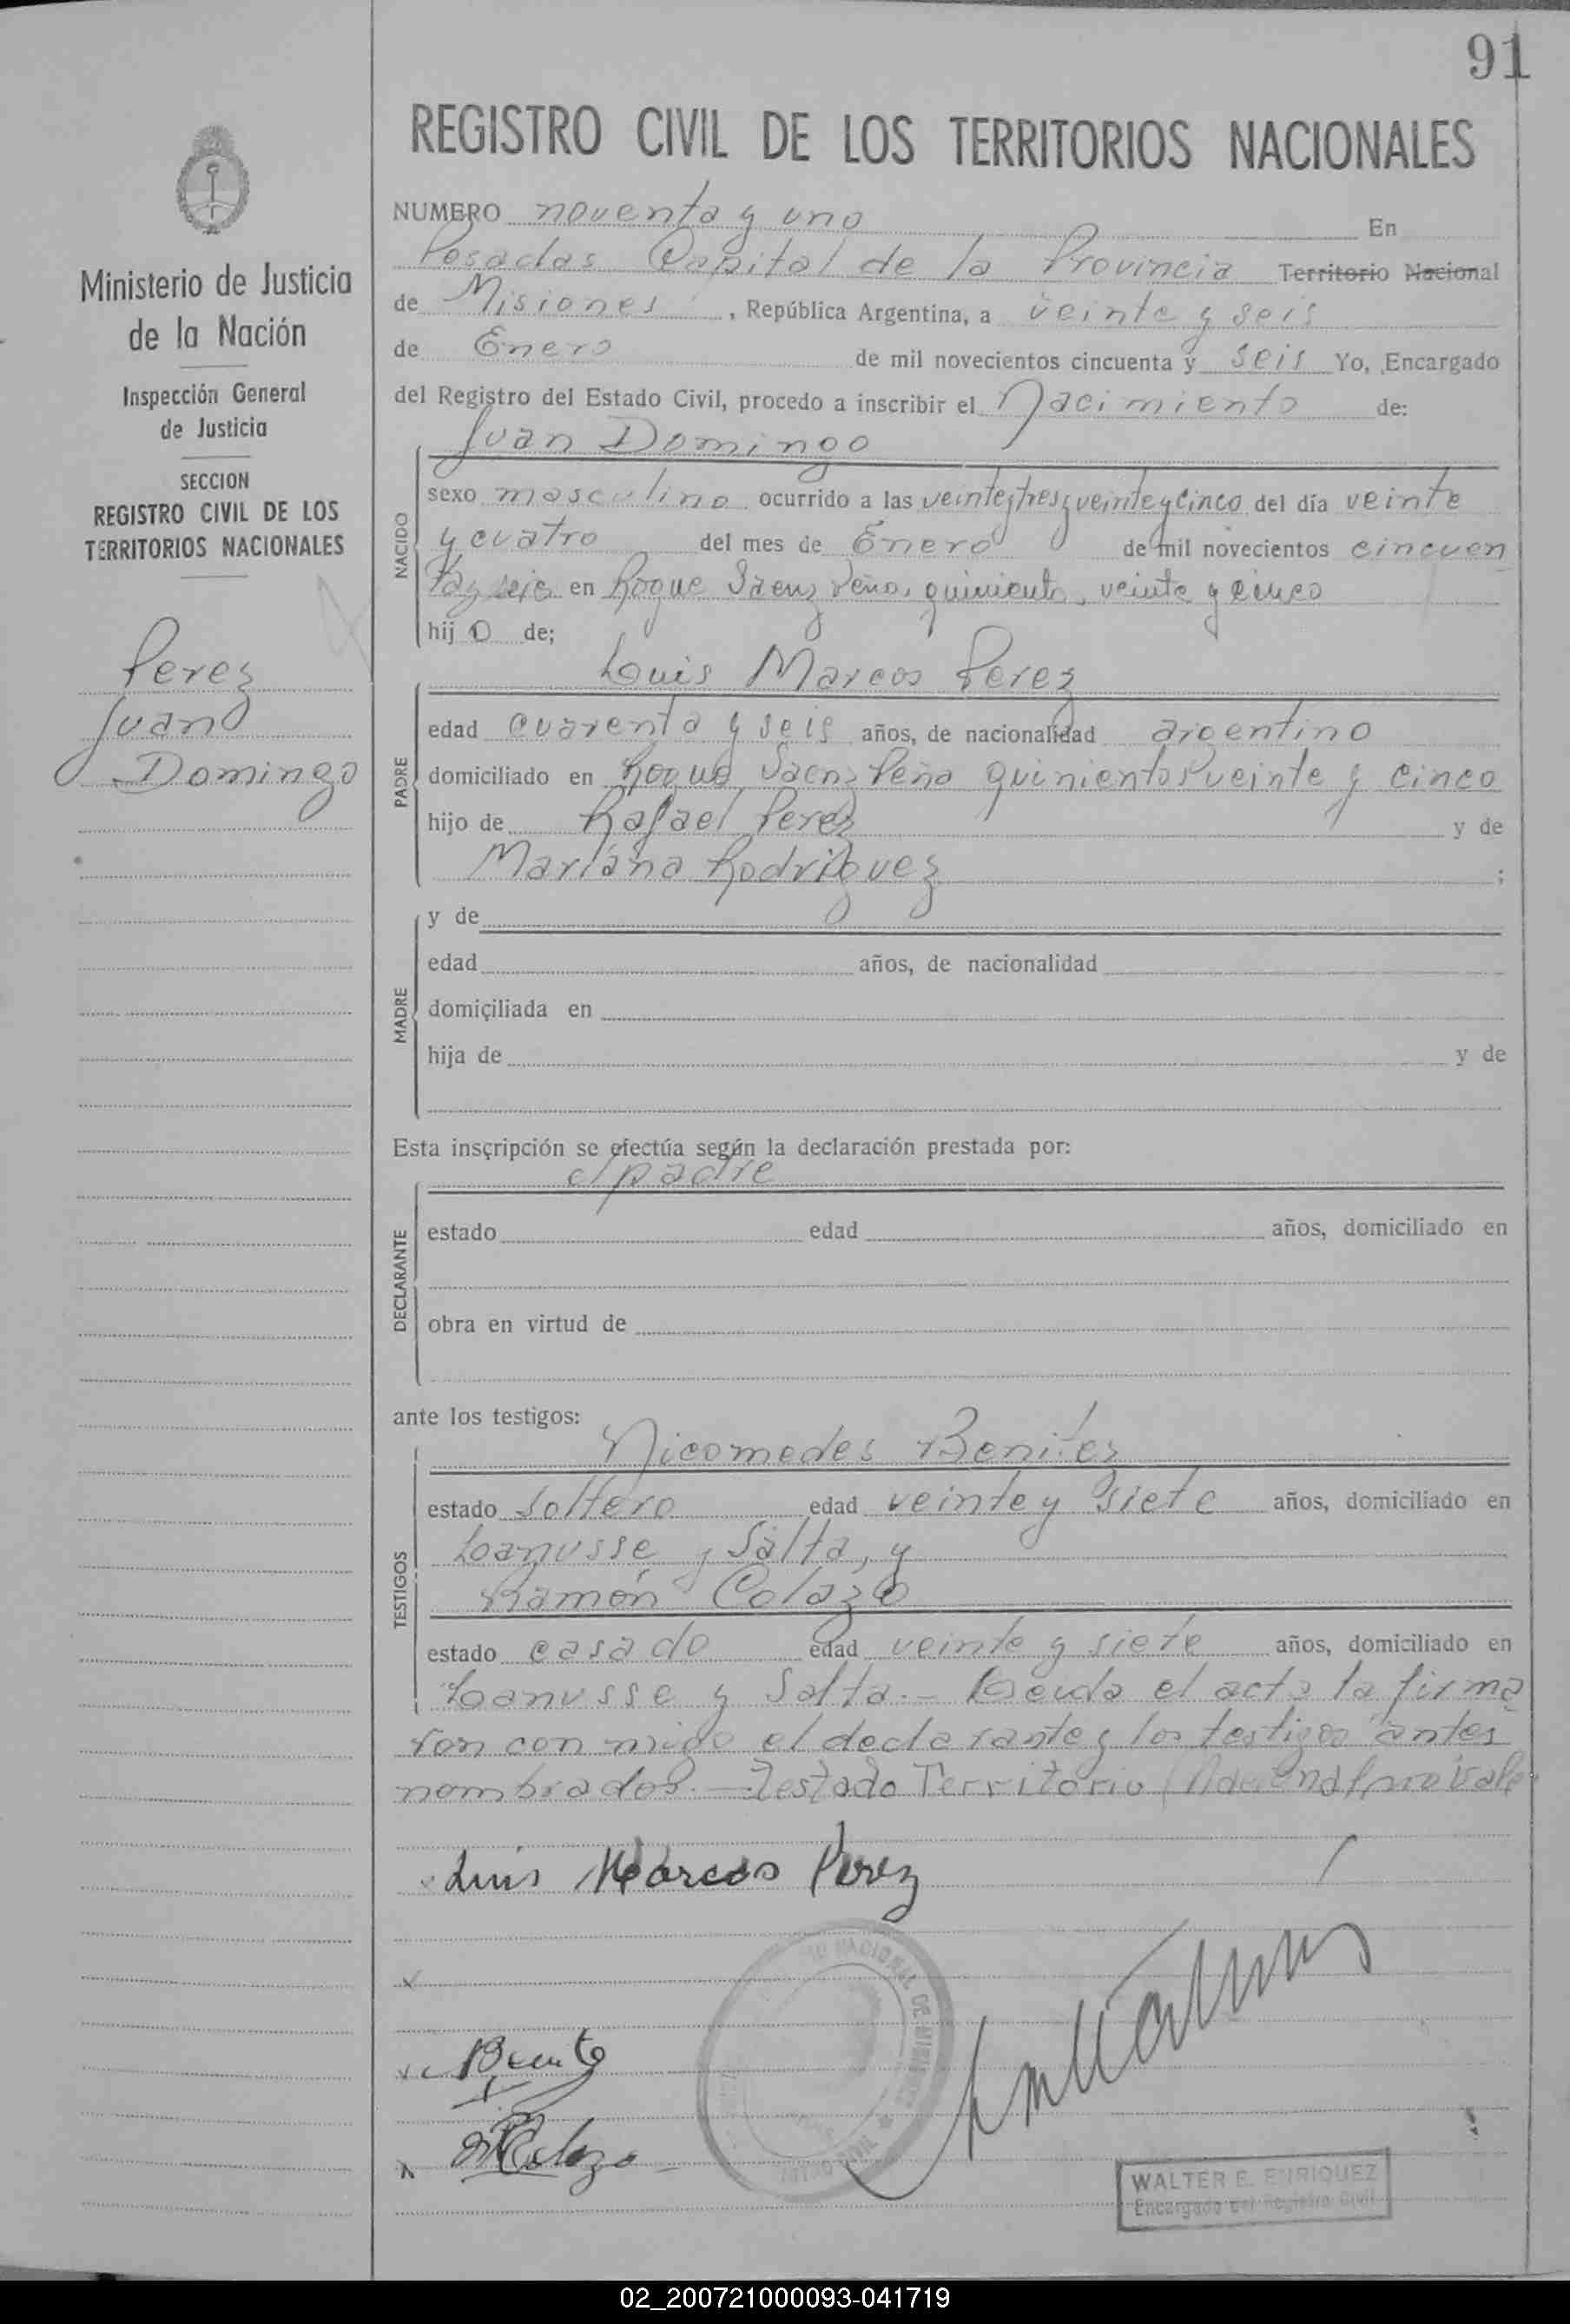 91
REGISTRO CIVIL DE LOS TERRITORIOS NACIONALES
Ministerio de Justicia
de la Nación
Inspección General
de Justicia
SECCION
REGISTRO CIVIL DE LOS
TERRITORIOS NACIONALES
Perez
Juan
Domingo
NUMERO noventa y uno En
Posadas Capital de la Provincia Territorio Nacional
de Misiones, República Argentina, a veinte y seis
de Enero de mil novecientos cincuenta y seis Yo, Encargado
del Registro del Estado Civil, procedo a inscribir el Nacimiento de:
Juan Domingo
NACIDO
sexo masculino ocurrido a las veinteytres y veinteycinco del día veinte
y cuatro del mes de Enero de mil novecientos cincuen
ta y seis en Roque Saenz Peña, quinientos veinte y cinco
hijo de;
Luis Marcos Perez
PADRE
edad cuarenta y seis años, de nacionalidad argentino
domiciliado en Roque Saenz Peña quinientos veinte y cinco
hijo de Rafael Perez y de
Mariana Rodriguez ;
MADRE
y de
edad años, de nacionalidad
domiciliada en
hija de y de
Esta inscripción se efectúa según la declaración prestada por:
el padre
DECLARANTE
estado edad años, domiciliado en
obra en virtud de
ante los testigos:
Nicomedes Benitez
TESTIGOS
estado soltero edad veinte y siete años, domiciliado en
Lanusse y Salta, y
Ramón Colazo
estado casado edad veinte y siete años, domiciliado en
Lanusse y Salta.- Leida el acta la firma
ron con migo el declarante y los testigos antes
nombrados.- Testado Territorio Nacional no vale
Luis Marcos Perez
Colazo
WALTER E. ENRIQUEZ
Encargado del Registro Civil
02_200721000093-041719